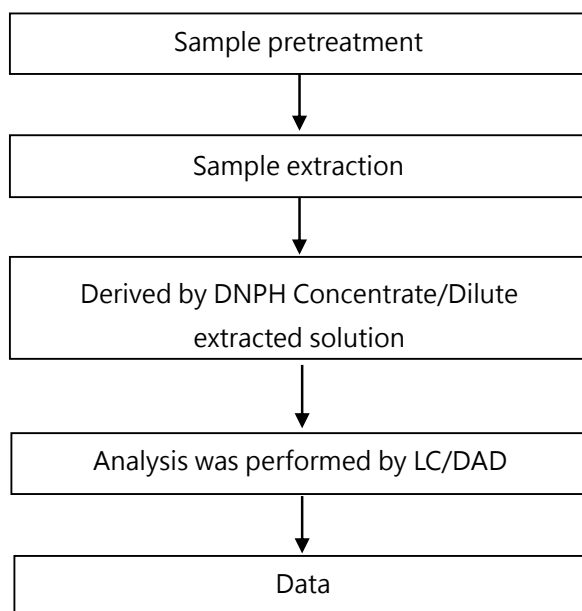 Sample pretreatment
Sample extraction
Derived by DNPH Concentrate/Dilute
extracted solution
Analysis was performed by LC/DAD
Data